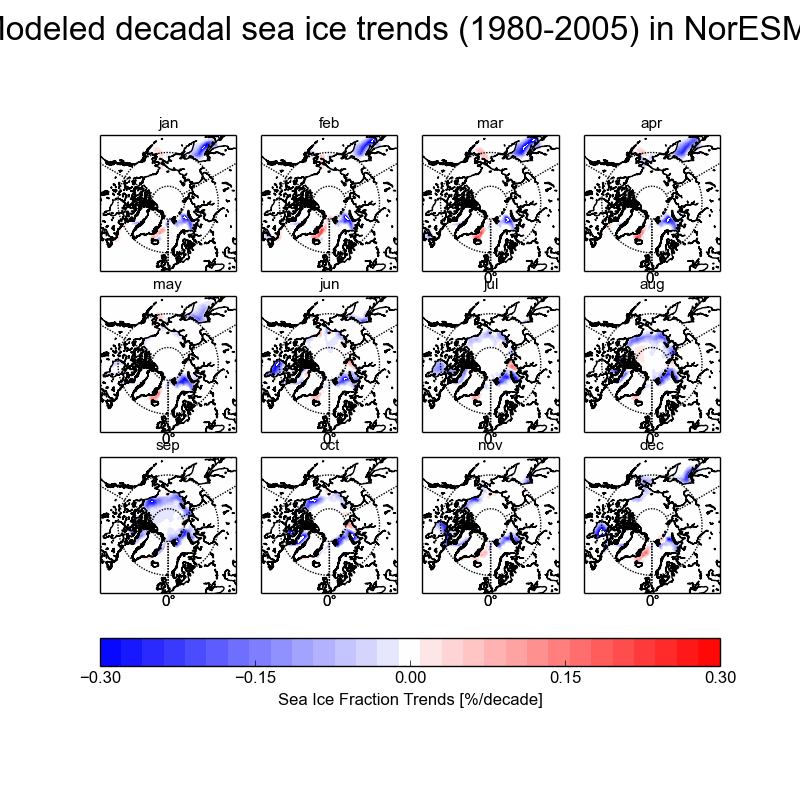 Modeled decadal sea ice trends (1980-2005) in NorESM
jan feb mar apr
0° 0°
may jun jul aug
0° 0° 0° 0°
sep oct nov dec
0° 0° 0° 0°
−0.30 −0.15 0.00 0.15 0.30
Sea Ice Fraction Trends [%/decade]